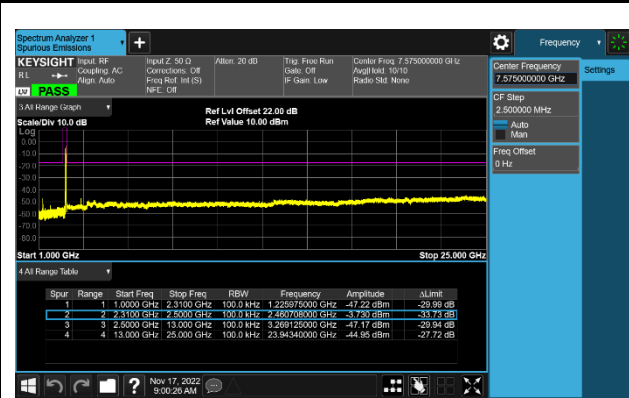 Spectrum Analyzer 1
Spurious Emissions
Frequency
KEYSIGHT Input: RF Input Z: 50 Ω Atten: 20 dB Trig: Free Run Center Freq: 7.575000000 GHz
RL Coupling: AC Corrections: Off Gate: Off Avg|Hold: 10/10
Align: Auto Freq Ref: Int (S) IF Gain: Low Radio Std: None
LV PASS NFE: Off
Center Frequency
7.575000000 GHz
Settings
CF Step
2.500000 MHz
Auto
Man
Freq Offset
0 Hz
3 All Range Graph
Ref Lvl Offset 22.00 dB
Scale/Div 10.0 dB Ref Value 10.00 dBm
Log
0.00
-10.0
-20.0
-30.0
-40.0
-50.0
-60.0
-70.0
-80.0
Start 1.000 GHz Stop 25.000 GHz
4 All Range Table
Spur Range Start Freq Stop Freq RBW Frequency Amplitude ΔLimit
1 1 1.0000 GHz 2.3100 GHz 100.0 kHz 1.225975000 GHz -47.22 dBm -29.99 dB
2 2 2.3100 GHz 2.5000 GHz 100.0 kHz 2.460708000 GHz -3.730 dBm -33.73 dB
3 3 2.5000 GHz 13.000 GHz 100.0 kHz 3.269125000 GHz -47.17 dBm -29.94 dB
4 4 13.000 GHz 25.000 GHz 100.0 kHz 23.94340000 GHz -44.95 dBm -27.72 dB
Nov 17, 2022
9:00:26 AM